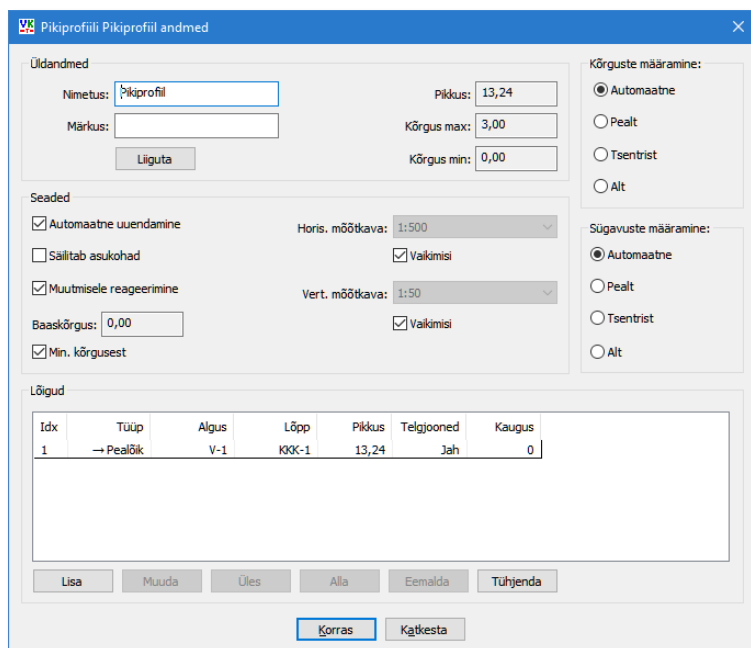 VK
Pikiprofiili Pikiprofiil andmed
Üldandmed
Nimetus: Pikiprofiil
Märkus:
Liiguta
Pikkus: 13,24
Kõrgus max: 3,00
Kõrgus min: 0,00
Kõrguste määramine:
Automaatne
Pealt
Tsentrist
Alt
Seaded
Automaatne uuendamine
Säilitab asukohad
Muutmisele reageerimine
Baaskõrgus: 0,00
Min. kõrgusest
Horis. mõõtkava: 1:500
Vaikimisi
Vert. mõõtkava: 1:50
Vaikimisi
Sügavuste määramine:
Automaatne
Pealt
Tsentrist
Alt
Lõigud
Idx Tüüp Algus Lõpp Pikkus Telgjooned Kaugus
1 → Pealõik V-1 KKK-1 13,24 Jah 0
Lisa Muuda Üles Alla Eemalda Tühjenda
Korras Katkesta